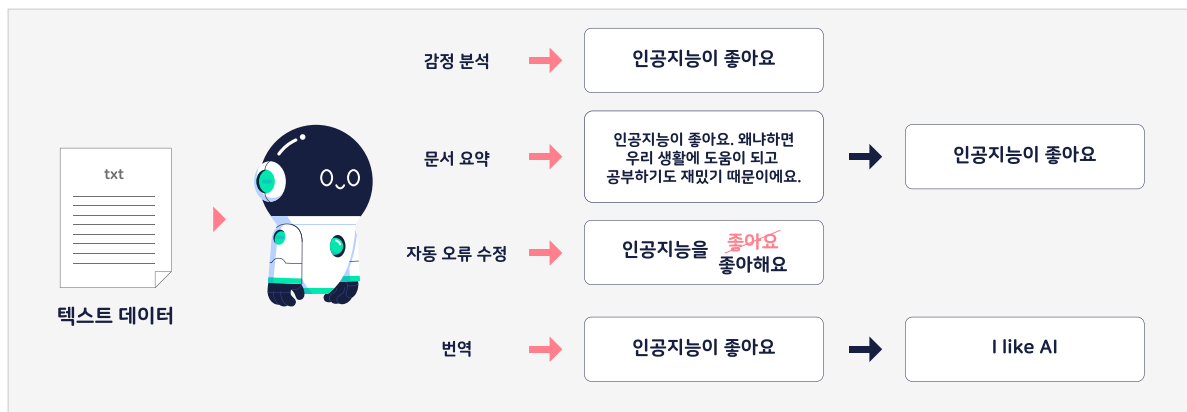 감정 분석
인공지능이 좋아요
문서 요약
인공지능이 좋아요. 왜냐하면
우리 생활에 도움이 되고
공부하기도 재밌기 때문이에요.
인공지능이 좋아요
txt
텍스트 데이터
자동 오류 수정
인공지능을 좋아요
좋아해요
번역
인공지능이 좋아요
I like AI